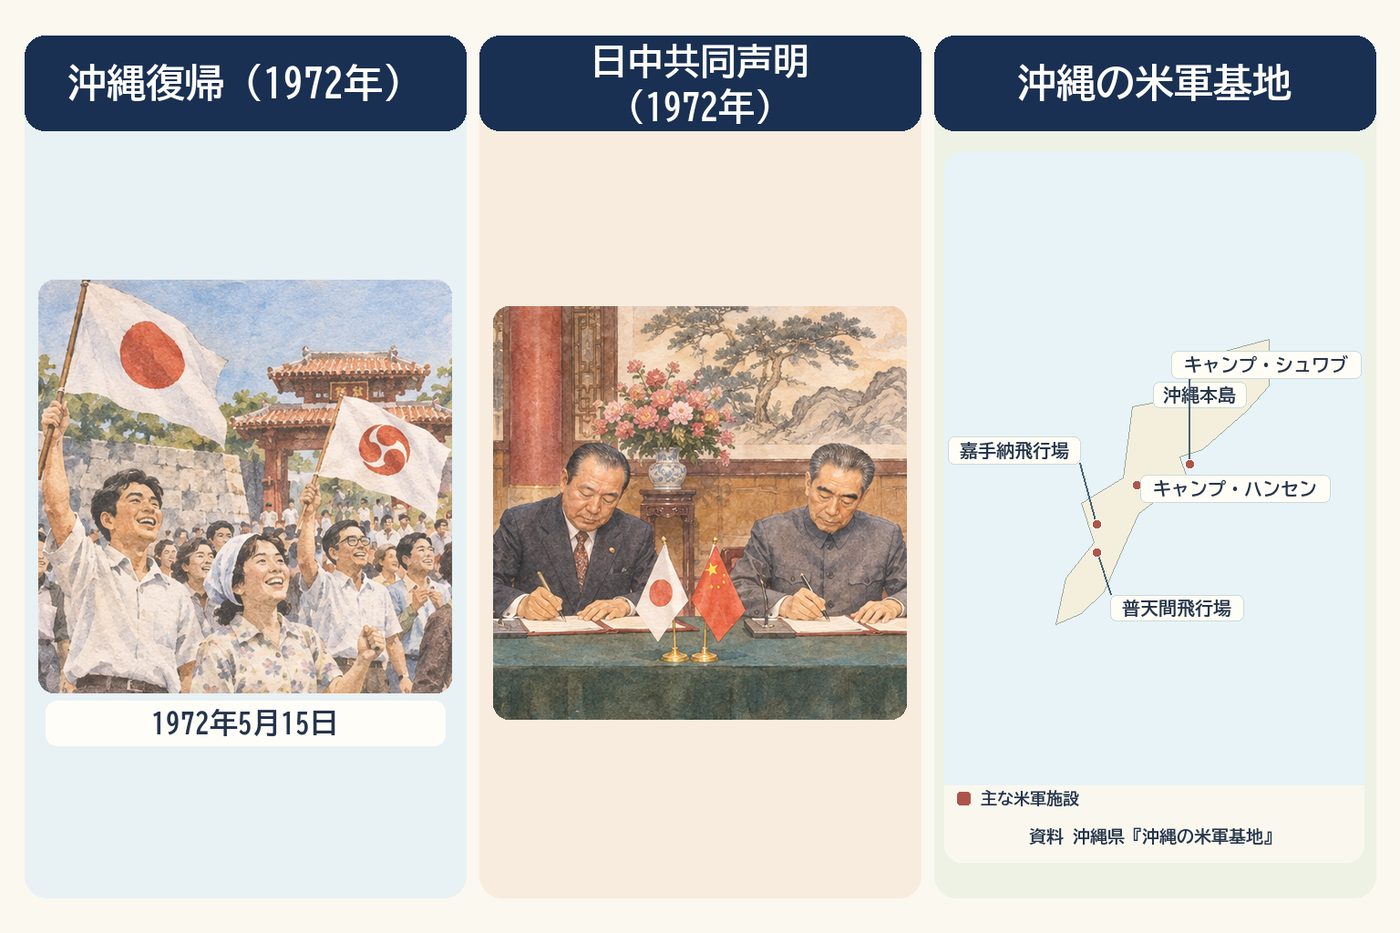 沖縄復帰（1972年）
1972年5月15日
日中共同声明
（1972年）
沖縄の米軍基地
キャンプ・シュワブ
沖縄本島
嘉手納飛行場
キャンプ・ハンセン
普天間飛行場
主な米軍施設
資料 沖縄県『沖縄の米軍基地』